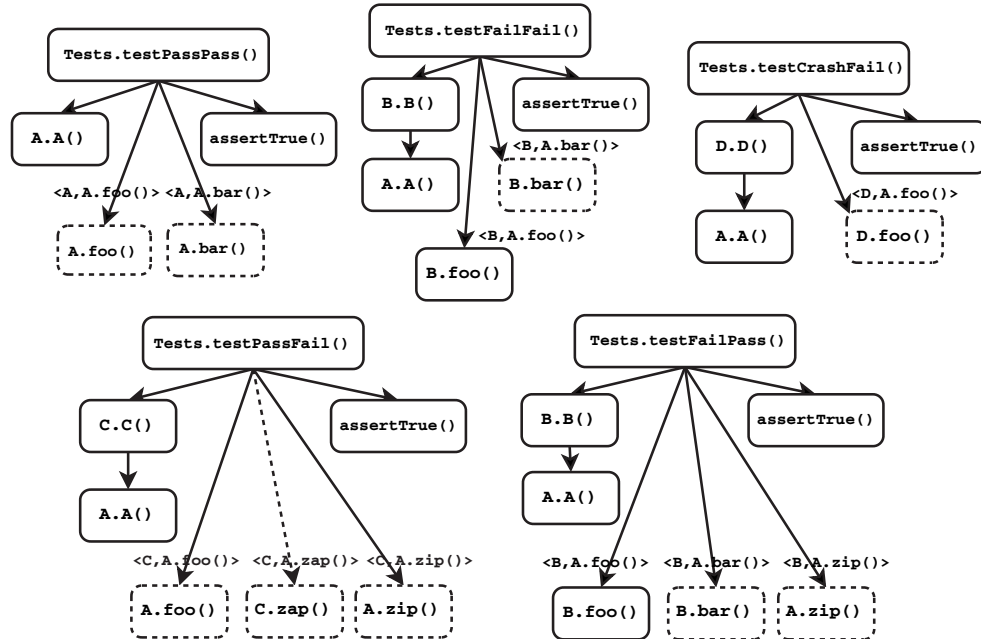 Tests.testPassPass()
A.A()
assertTrue()
<A,A.foo()>
<A,A.bar()>
A.foo()
A.bar()
Tests.testFailFail()
B.B()
assertTrue()
<B,A.bar()>
A.A()
B.bar()
<B,A.foo()>
B.foo()
Tests.testCrashFail()
D.D()
assertTrue()
<D,A.foo()>
A.A()
D.foo()
Tests.testPassFail()
C.C()
assertTrue()
A.A()
<C,A.foo()>
<C,A.zap()>
<C,A.zip()>
A.foo()
C.zap()
A.zip()
Tests.testFailPass()
B.B()
assertTrue()
A.A()
<B,A.foo()>
<B,A.bar()>
<B,A.zip()>
B.foo()
B.bar()
A.zip()